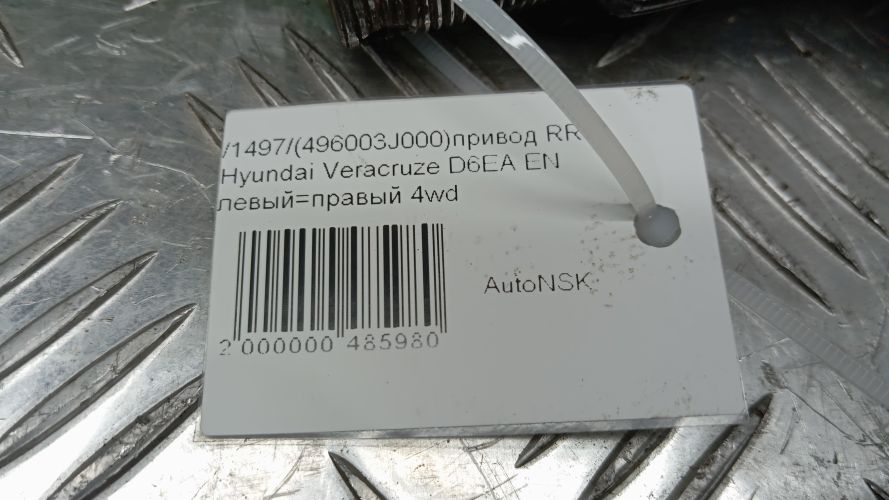 /1497/(496003J000)привод RR
Hyundai Veracruze D6EA EN
левый=правый 4wd
AutoNSK
2 000000 485980